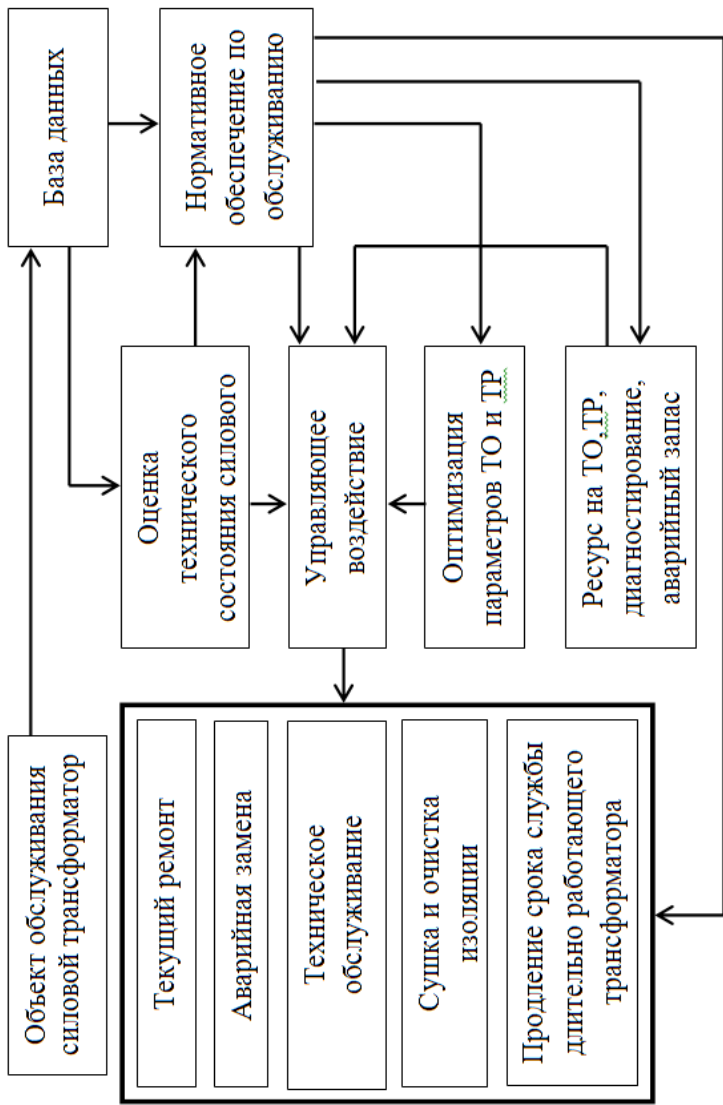 Объект обслуживания
силовой трансформатор
База данных
Текущий ремонт
Аварийная замена
Техническое
обслуживание
Сушка и очистка
изоляции
Продление срока службы
длительно работающего
трансформатора
Оценка
технического
состояния силового
Управляющее
воздействие
Оптимизация
параметров ТО и ТР
Ресурс на ТО,ТР,
диагностирование,
аварийный запас
Нормативное
обеспечение по
обслуживанию